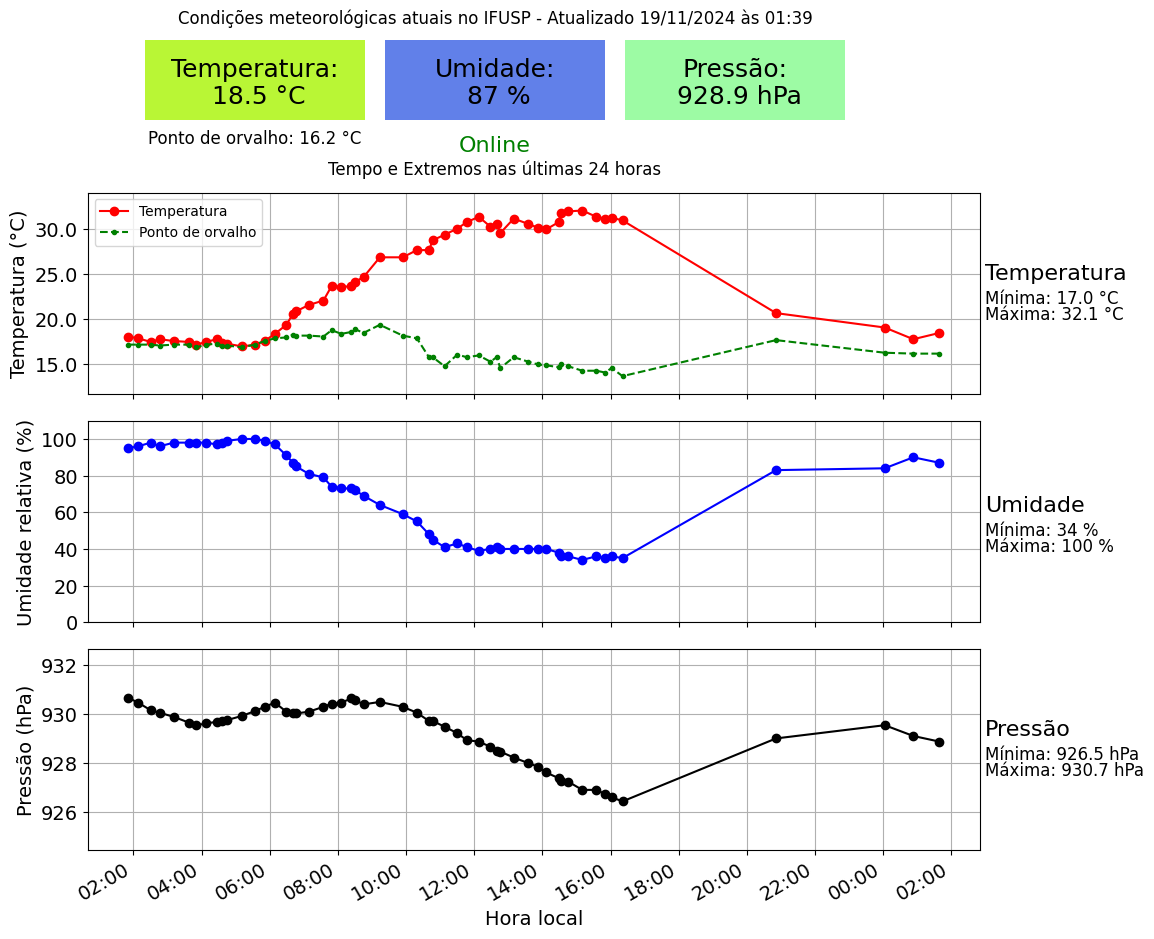 Condições meteorológicas atuais no IFUSP - Atualizado 19/11/2024 às 01:39
Temperatura:
18.5 °C
Umidade:
87 %
Pressão:
928.9 hPa
Ponto de orvalho: 16.2 °C
Online
Tempo e Extremos nas últimas 24 horas
Temperatura (°C)
30.0
25.0
20.0
15.0
Temperatura
Ponto de orvalho
Temperatura
Mínima: 17.0 °C
Máxima: 32.1 °C
Umidade relativa (%)
100
80
60
40
20
0
Umidade
Mínima: 34 %
Máxima: 100 %
Pressão (hPa)
932
930
928
926
Pressão
Mínima: 926.5 hPa
Máxima: 930.7 hPa
02:00 04:00 06:00 08:00 10:00 12:00 14:00 16:00 18:00 20:00 22:00 00:00 02:00
Hora local